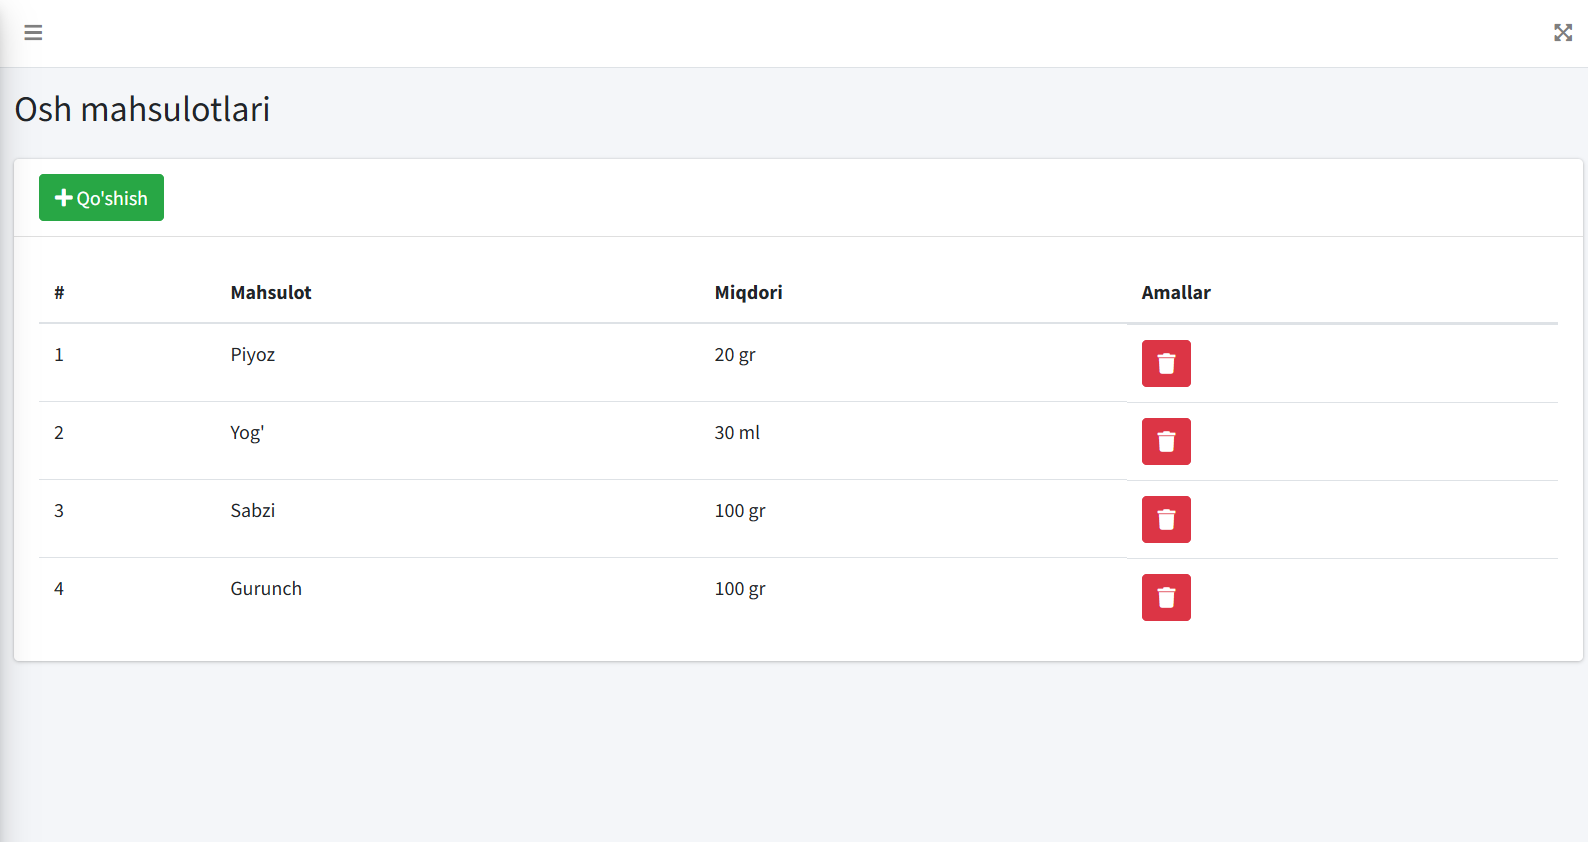 Osh mahsulotlari
Qo'shish
# Mahsulot Miqdori Amallar
1 Piyoz 20 gr
2 Yog' 30 ml
3 Sabzi 100 gr
4 Gurunch 100 gr